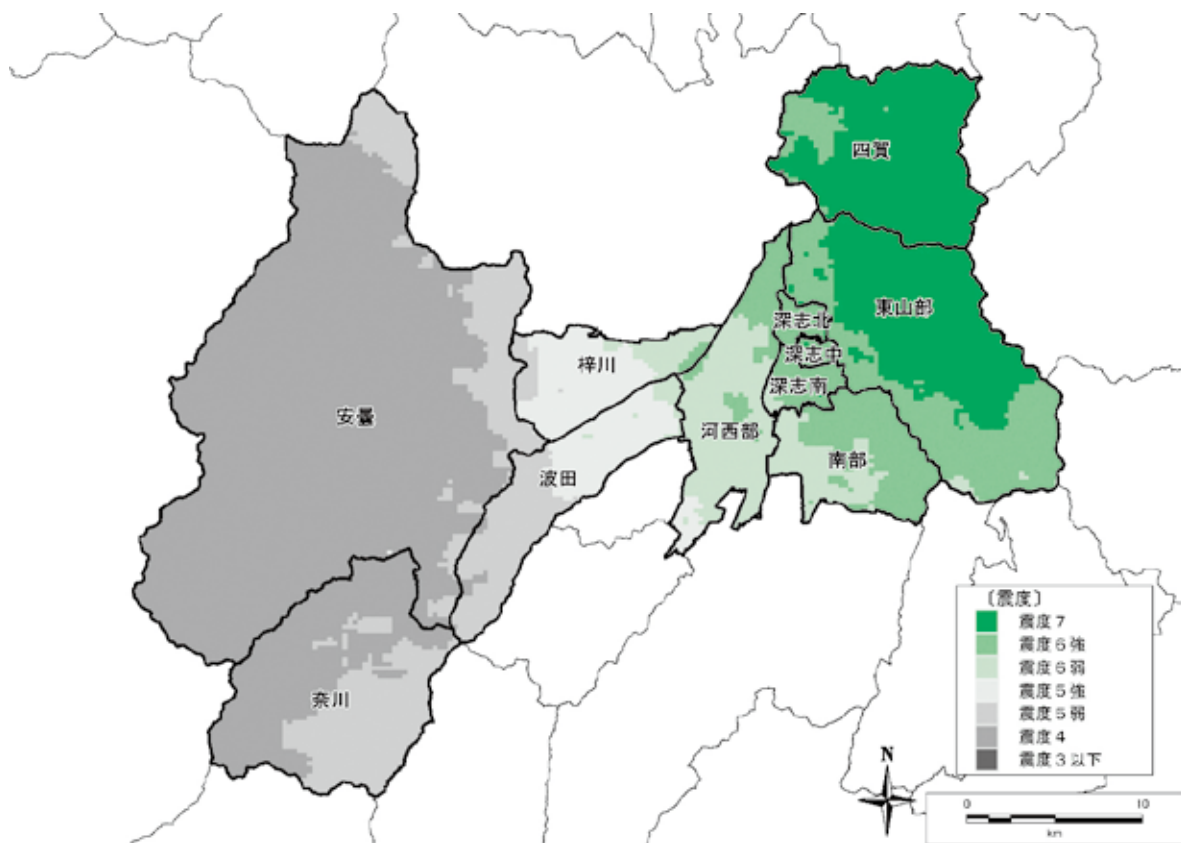 四賀
東山部
深志北
深志中
深志南
梓川
安曇
河西部
南部
波田
奈川
〔震度〕
震度7
震度6強
震度6弱
震度5強
震度5弱
震度4
震度3以下
N
0 10
km